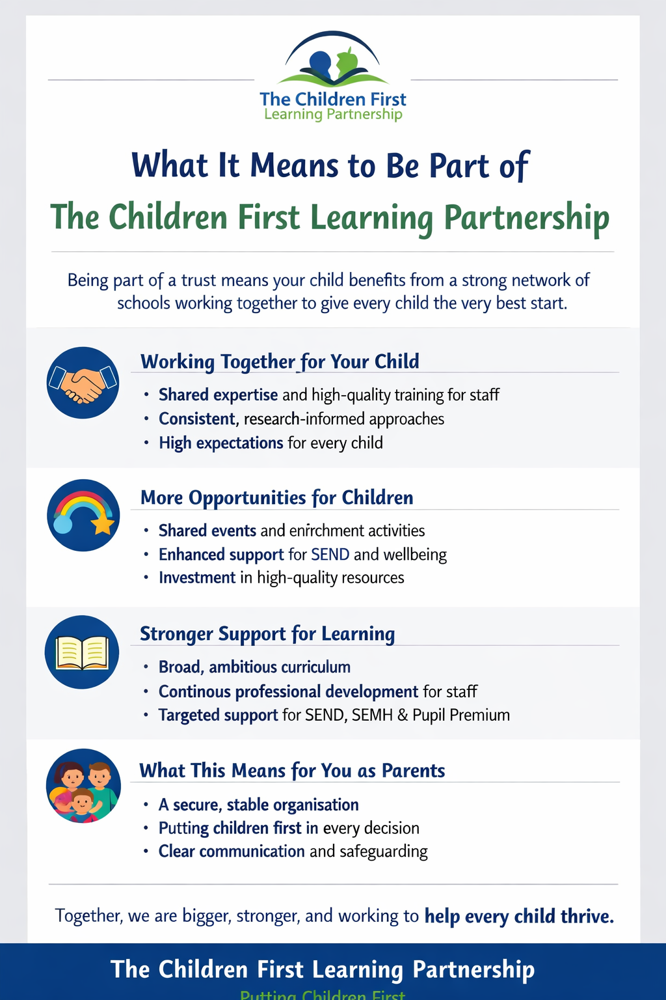 The Children First
Learning Partnership
What It Means to Be Part of
The Children First Learning Partnership
Being part of a trust means your child benefits from a strong network of
schools working together to give every child the very best start.
Working Together for Your Child
• Shared expertise and high-quality training for staff
• Consistent, research-informed approaches
• High expectations for every child
More Opportunities for Children
• Shared events and enirchment activities
• Enhanced support for SEND and wellbeing
• Investment in high-quality resources
Stronger Support for Learning
• Broad, ambitious curriculum
• Continous professional development for staff
• Targeted support for SEND, SEMH & Pupil Premium
What This Means for You as Parents
• A secure, stable organisation
• Putting children first in every decision
• Clear communication and safeguarding
Together, we are bigger, stronger, and working to help every child thrive.
The Children First Learning Partnership
Putting Children First